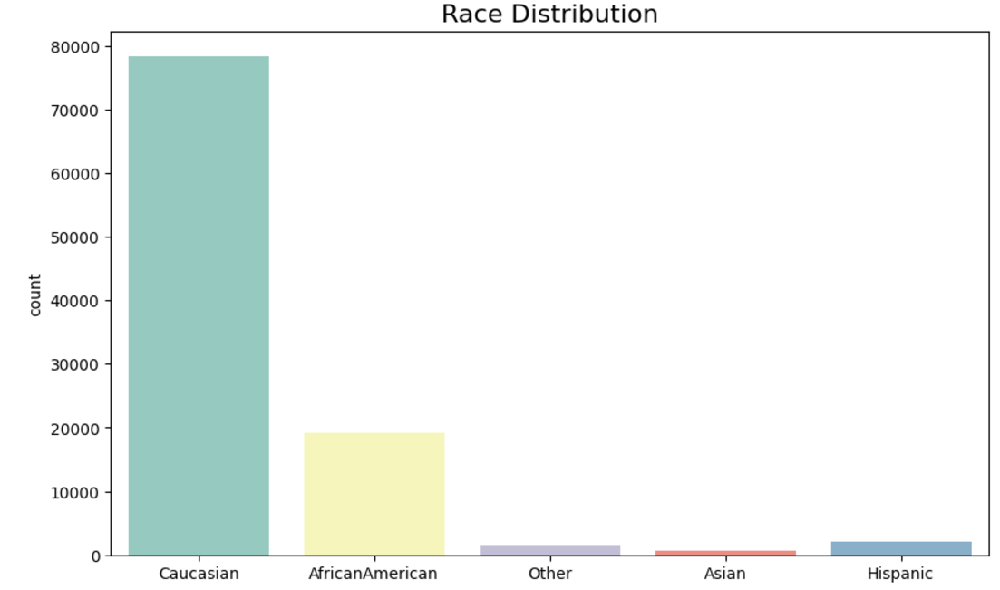 Race Distribution
80000
70000
60000
50000
40000
30000
20000
10000
0
count
Caucasian
AfricanAmerican
Other
Asian
Hispanic